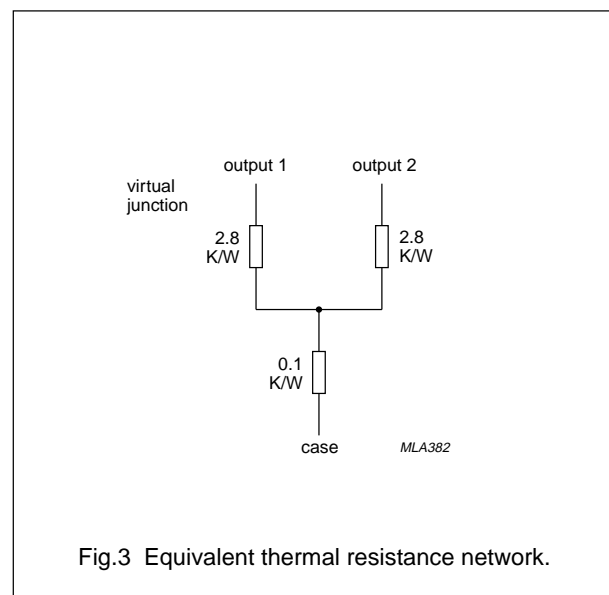 output 1
output 2
virtual
junction
2.8
K/W
2.8
K/W
0.1
K/W
case
MLA382
Fig.3 Equivalent thermal resistance network.